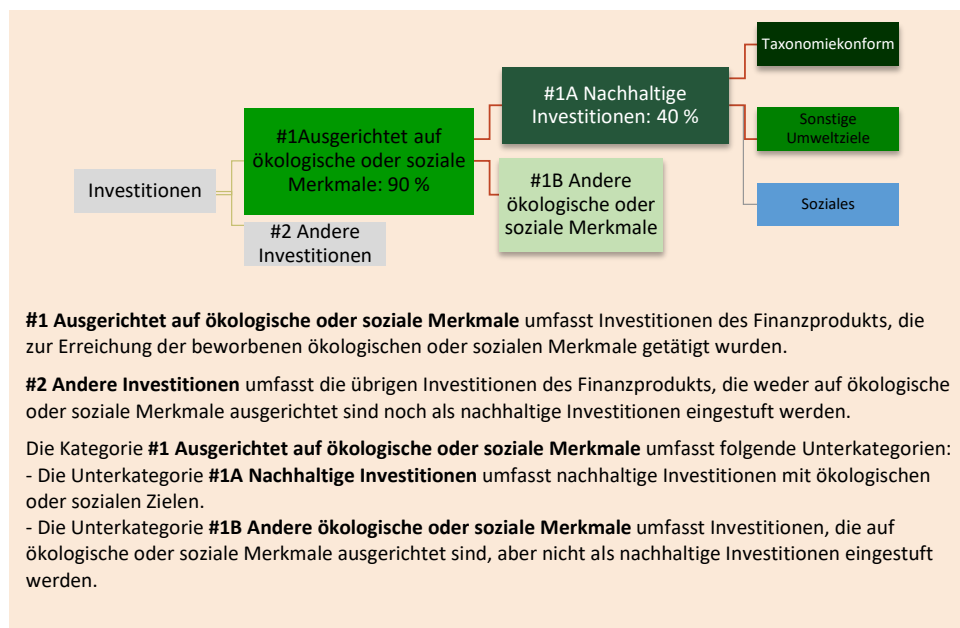 Taxonomiekonform
#1A Nachhaltige
Investitionen: 40 %
#1Ausgerichtet auf
ökologische oder soziale
Merkmale: 90 %
Sonstige
Umweltziele
Investitionen
#1B Andere
ökologische oder
soziale Merkmale
Soziales
#2 Andere
Investitionen
#1 Ausgerichtet auf ökologische oder soziale Merkmale umfasst Investitionen des Finanzprodukts, die
zur Erreichung der beworbenen ökologischen oder sozialen Merkmale getätigt wurden.
#2 Andere Investitionen umfasst die übrigen Investitionen des Finanzprodukts, die weder auf ökologische
oder soziale Merkmale ausgerichtet sind noch als nachhaltige Investitionen eingestuft werden.
Die Kategorie #1 Ausgerichtet auf ökologische oder soziale Merkmale umfasst folgende Unterkategorien:
- Die Unterkategorie #1A Nachhaltige Investitionen umfasst nachhaltige Investitionen mit ökologischen
oder sozialen Zielen.
- Die Unterkategorie #1B Andere ökologische oder soziale Merkmale umfasst Investitionen, die auf
ökologische oder soziale Merkmale ausgerichtet sind, aber nicht als nachhaltige Investitionen eingestuft
werden.